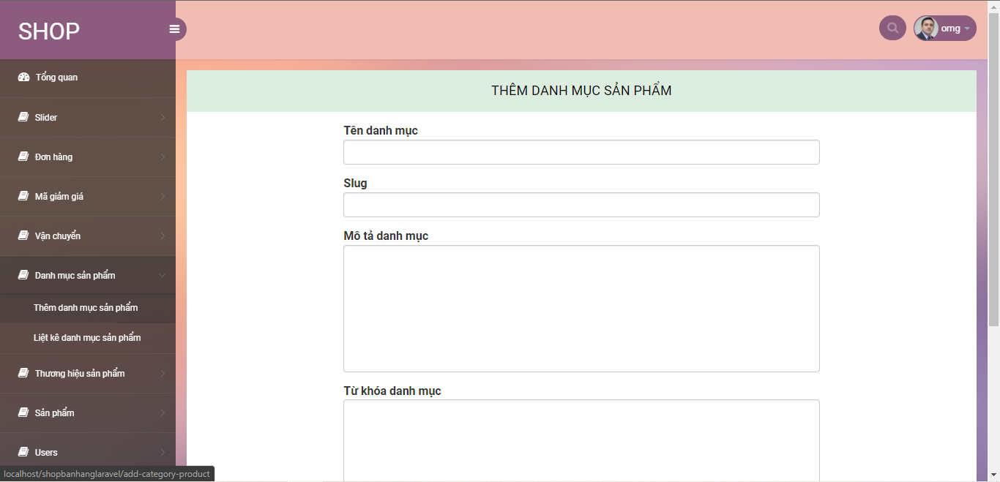 SHOP
omg
Tổng quan
Slider
Đơn hàng
Mã giảm giá
Vận chuyển
Danh mục sản phẩm
Thêm danh mục sản phẩm
Liệt kê danh mục sản phẩm
Thương hiệu sản phẩm
Sản phẩm
Users
THÊM DANH MỤC SẢN PHẨM
Tên danh mục
Slug
Mô tả danh mục
Từ khóa danh mục
localhost/shopbanhanglaravel/add-category-product